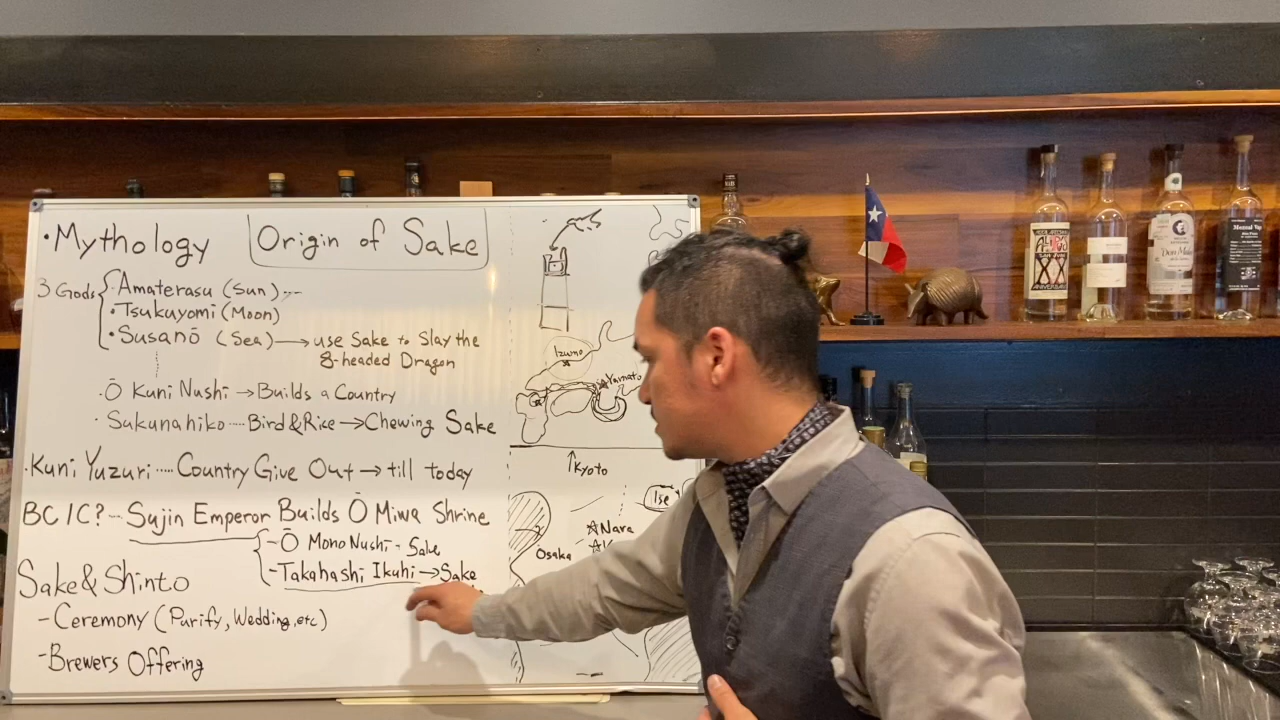 ·Mythology
Origin of Sake
3 Gods
·Amaterasu (Sun)...
·Tsukuyomi (Moon)
·Susanō (Sea) → use Sake to Slay the
8-headed Dragon
·Ō Kuni Nushi → Builds a Country
·Sukunahiko .... Bird & Rice → Chewing Sake
·Kuni Yuzuri ..... Country Give Out → till today
BC 1C? ... Sujin Emperor Builds Ō Miwa Shrine
-Ō Mono Nushi - Sake
-Takahashi Ikuhi → Sake
Sake & Shinto
-Ceremony (Purify, Wedding, etc)
-Brewers Offering
Izumo
Yamato
↑Kyoto
Ise
☆Nara
Osaka
Mezcal